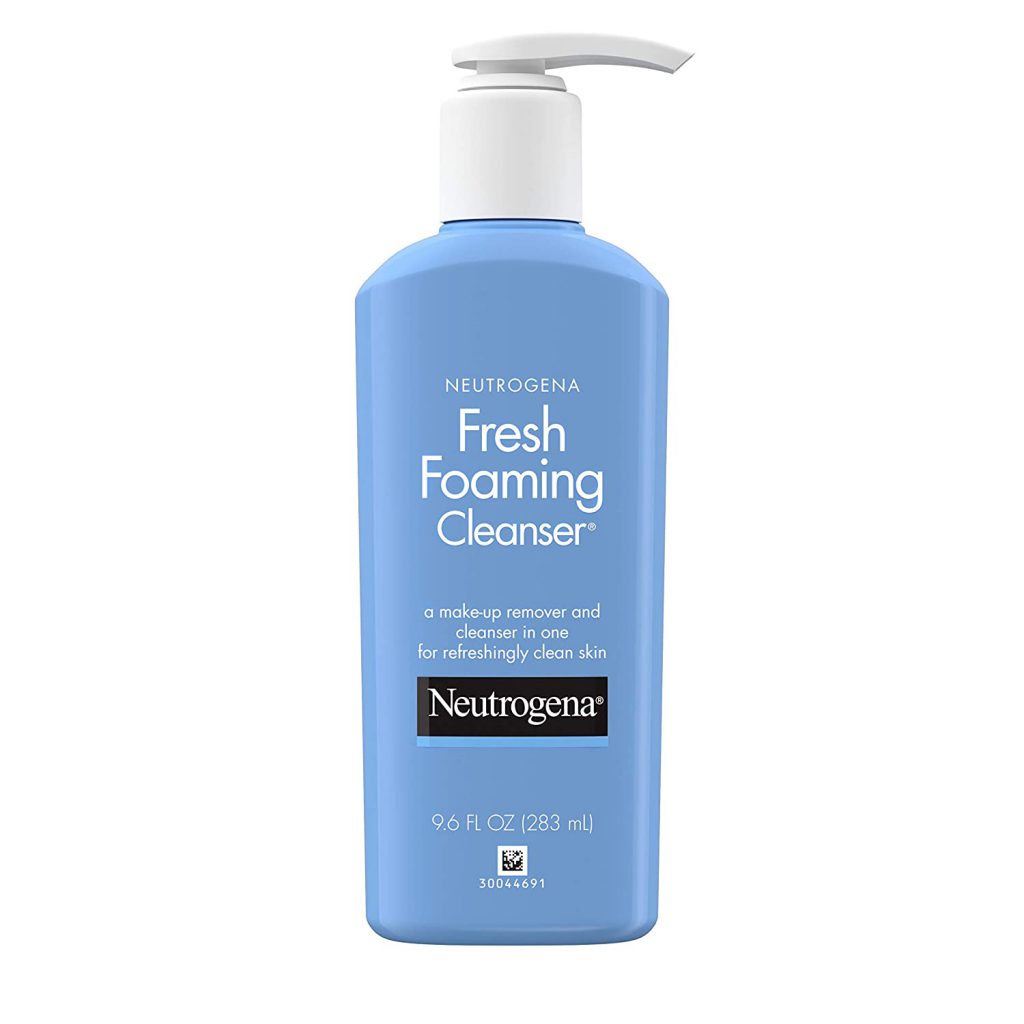 NEUTROGENA
Fresh
Foaming
Cleanser®
a make-up remover and
cleanser in one
for refreshingly clean skin
Neutrogena®
9.6 FL OZ (283 mL)
30044691